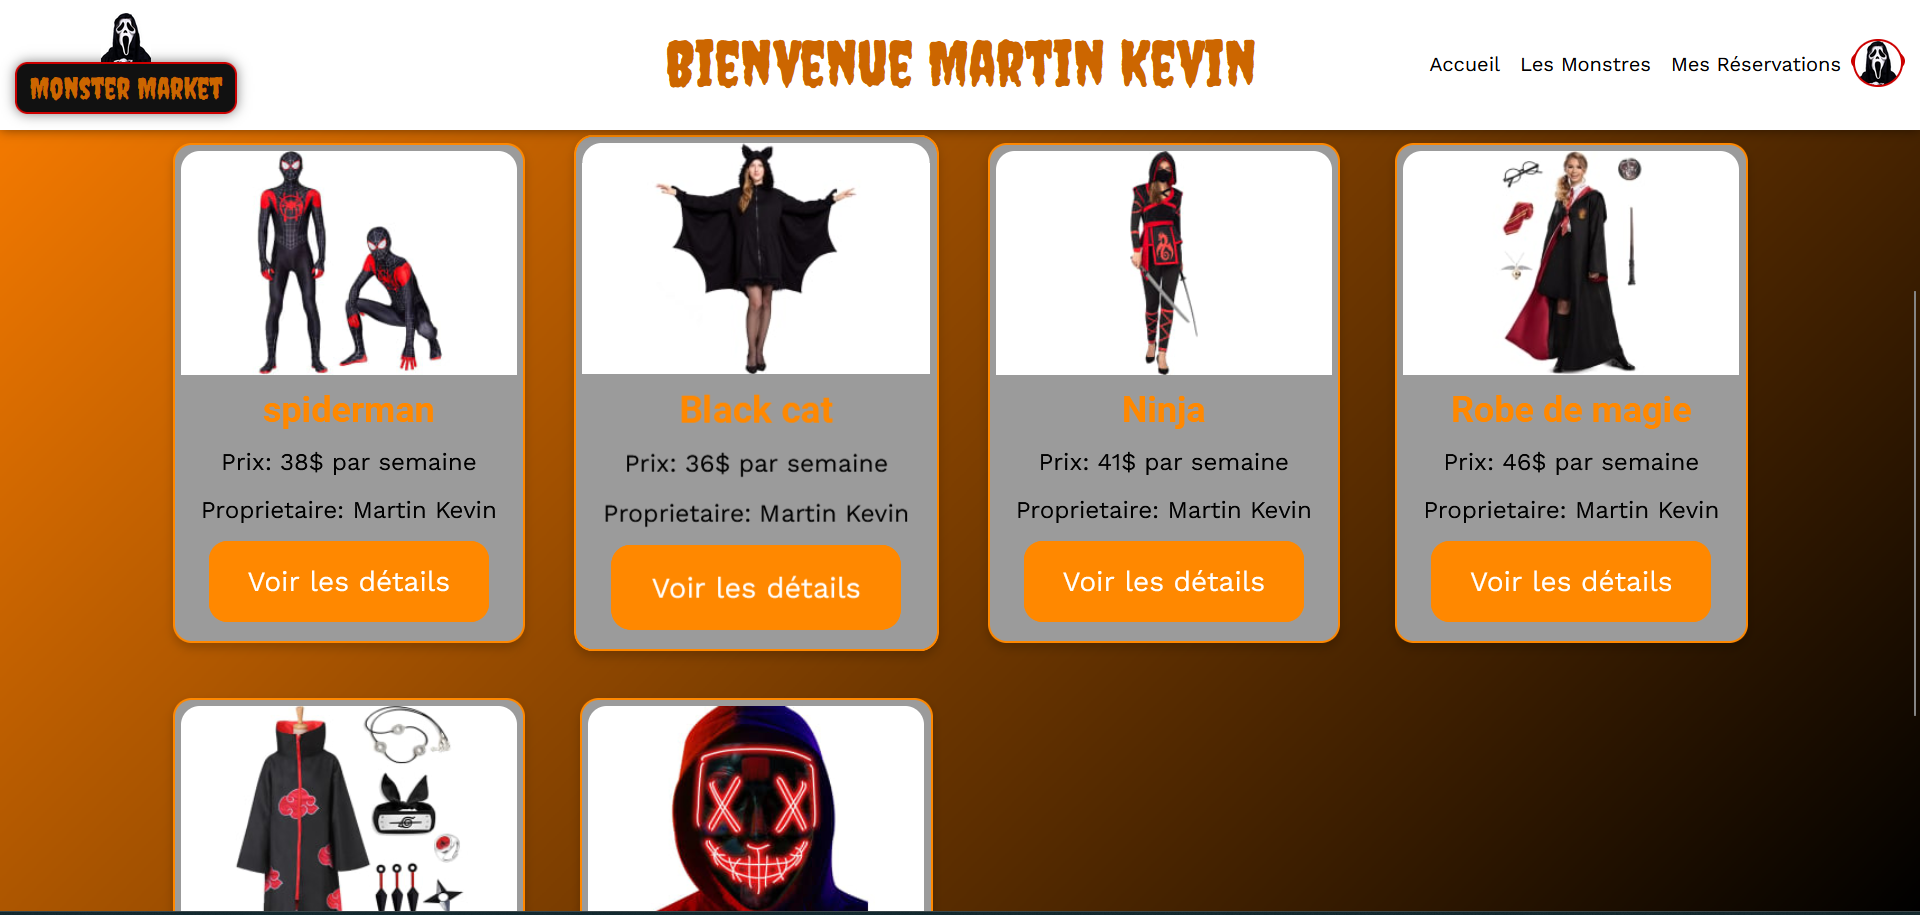 MONSTER MARKET
BIENVENUE MARTIN KEVIN
Accueil Les Monstres Mes Réservations
spiderman
Prix: 38$ par semaine
Proprietaire: Martin Kevin
Voir les détails
Black cat
Prix: 36$ par semaine
Proprietaire: Martin Kevin
Voir les détails
Ninja
Prix: 41$ par semaine
Proprietaire: Martin Kevin
Voir les détails
Robe de magie
Prix: 46$ par semaine
Proprietaire: Martin Kevin
Voir les détails